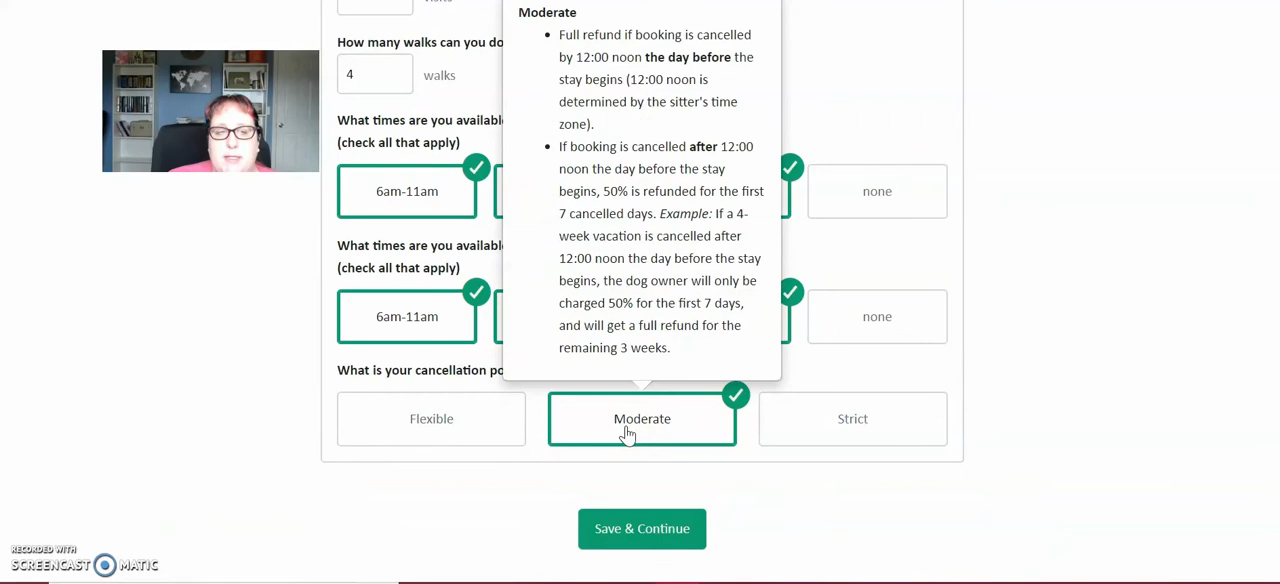 How many walks can you do
4 walks
What times are you available
(check all that apply)
6am-11am
none
What times are you available
(check all that apply)
6am-11am
none
What is your cancellation po
Moderate
Full refund if booking is cancelled
by 12:00 noon the day before the
stay begins (12:00 noon is
determined by the sitter's time
zone).
If booking is cancelled after 12:00
noon the day before the stay
begins, 50% is refunded for the first
7 cancelled days. Example: If a 4-
week vacation is cancelled after
12:00 noon the day before the stay
begins, the dog owner will only be
charged 50% for the first 7 days,
and will get a full refund for the
remaining 3 weeks.
Flexible
Moderate
Strict
Save & Continue
RECORDED WITH
SCREENCAST MATIC